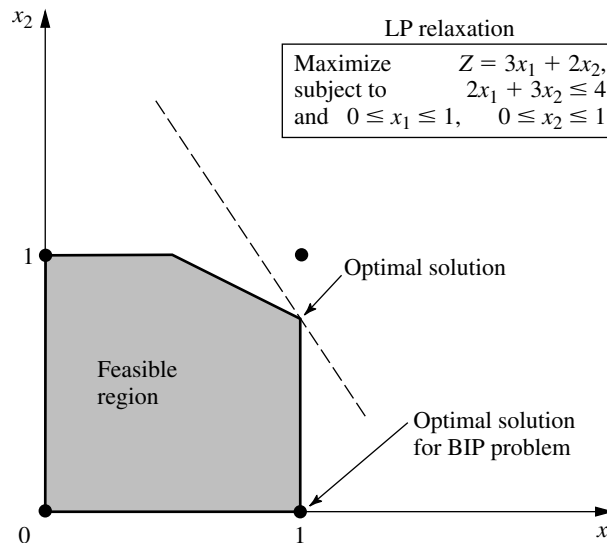 x₂
LP relaxation
Maximize Z = 3x₁ + 2x₂,
subject to 2x₁ + 3x₂ ≤ 4
and 0 ≤ x₁ ≤ 1, 0 ≤ x₂ ≤ 1
1
Optimal solution
Feasible
region
Optimal solution
for BIP problem
0
1
x